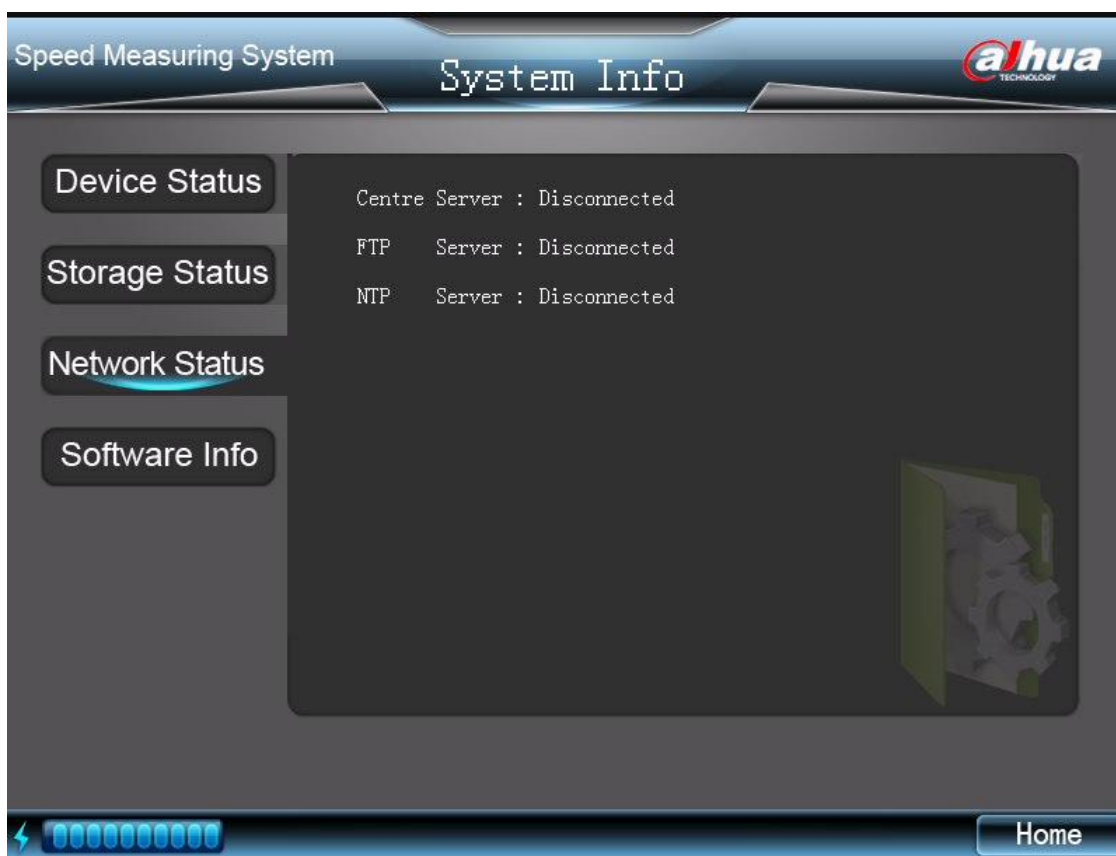 Speed Measuring System
System Info
alhua
TECHNOLOGY
Device Status
Storage Status
Network Status
Software Info
Centre Server : Disconnected
FTP Server : Disconnected
NTP Server : Disconnected
Home